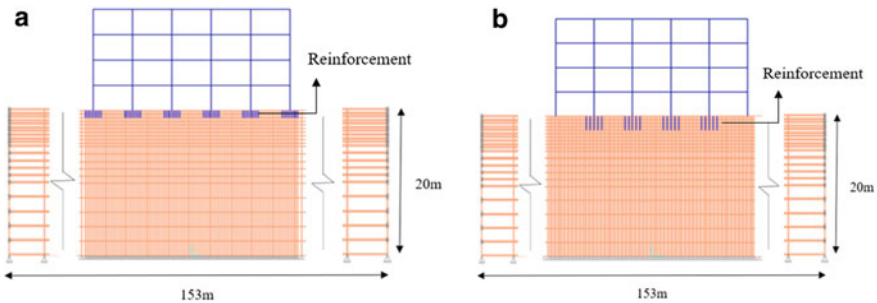 a
Reinforcement
20m
153m
b
Reinforcement
20m
153m